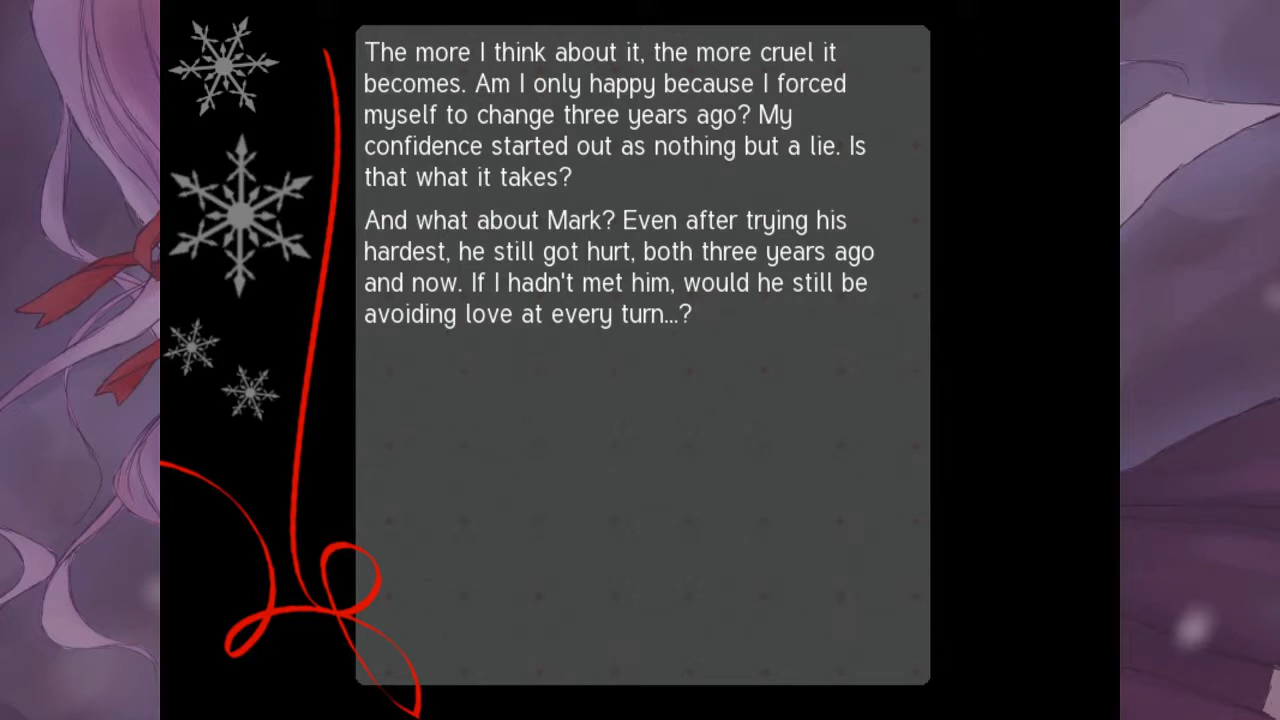 The more I think about it, the more cruel it
becomes. Am I only happy because I forced
myself to change three years ago? My
confidence started out as nothing but a lie. Is
that what it takes?
And what about Mark? Even after trying his
hardest, he still got hurt, both three years ago
and now. If I hadn't met him, would he still be
avoiding love at every turn...?